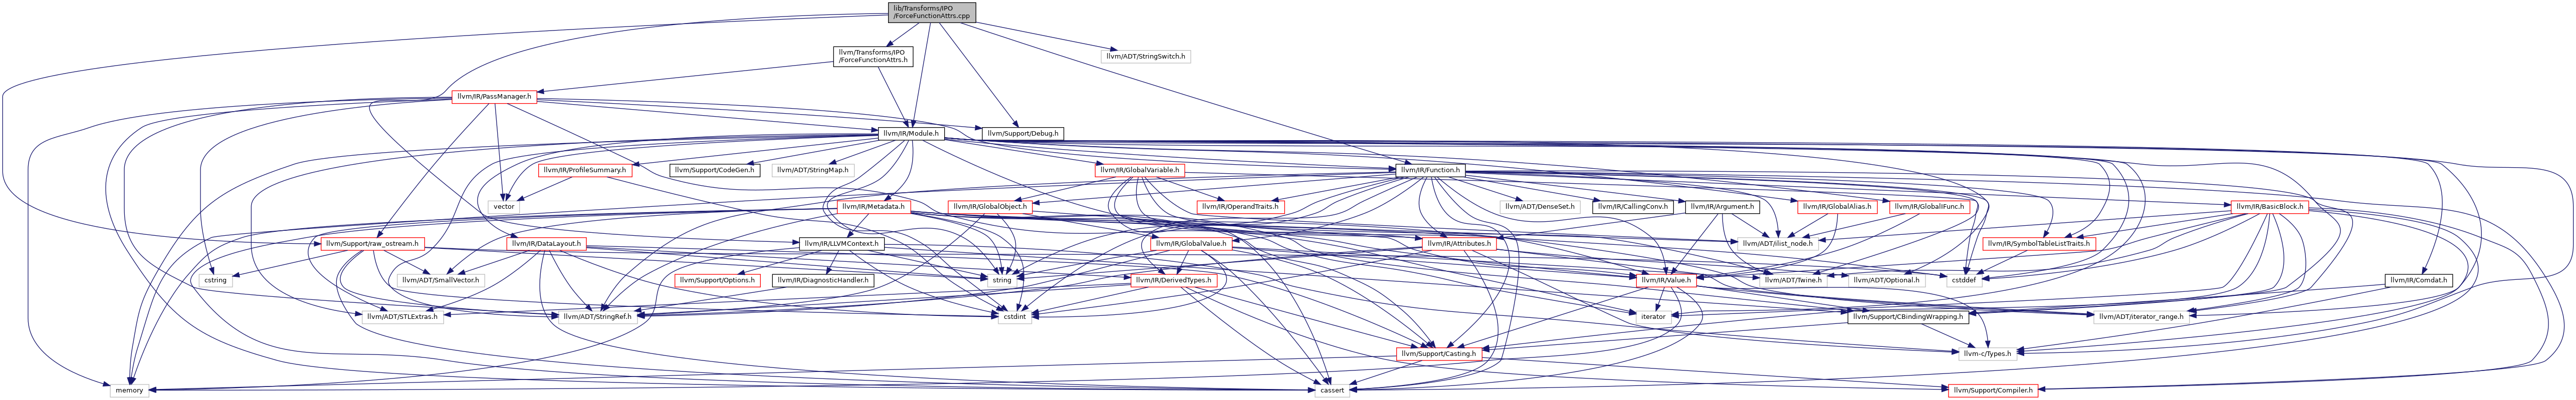 lib/Transforms/IPO
/ForceFunctionAttrs.cpp
llvm/Transforms/IPO
/ForceFunctionAttrs.h
llvm/ADT/StringSwitch.h
llvm/IR/PassManager.h
llvm/IR/Module.h
llvm/Support/Debug.h
llvm/IR/ProfileSummary.h
llvm/Support/CodeGen.h
llvm/ADT/StringMap.h
llvm/IR/GlobalVariable.h
llvm/IR/Function.h
vector
llvm/IR/Metadata.h
llvm/IR/GlobalObject.h
llvm/IR/OperandTraits.h
llvm/ADT/DenseSet.h
llvm/IR/CallingConv.h
llvm/IR/Argument.h
llvm/IR/GlobalAlias.h
llvm/IR/GlobalIFunc.h
llvm/IR/BasicBlock.h
llvm/Support/raw_ostream.h
llvm/IR/DataLayout.h
llvm/IR/LLVMContext.h
llvm/IR/GlobalValue.h
llvm/IR/Attributes.h
llvm/ADT/ilist_node.h
llvm/IR/SymbolTableListTraits.h
cstring
llvm/ADT/SmallVector.h
llvm/Support/Options.h
llvm/IR/DiagnosticHandler.h
string
llvm/IR/DerivedTypes.h
llvm/IR/Value.h
llvm/ADT/Twine.h
llvm/ADT/Optional.h
cstddef
llvm/IR/Comdat.h
llvm/ADT/STLExtras.h
llvm/ADT/StringRef.h
cstdint
iterator
llvm/Support/CBindingWrapping.h
llvm/ADT/iterator_range.h
llvm/Support/Casting.h
llvm-c/Types.h
memory
cassert
llvm/Support/Compiler.h